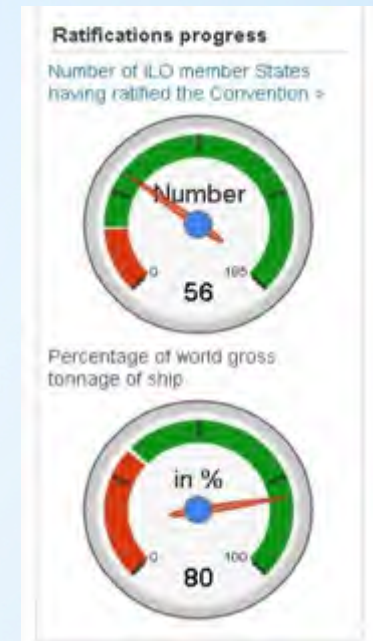 Ratifications progress
Number of ILO member States
having ratified the Convention »
Number
0 185
56
Percentage of world gross
tonnage of ship
in %
0 100
80